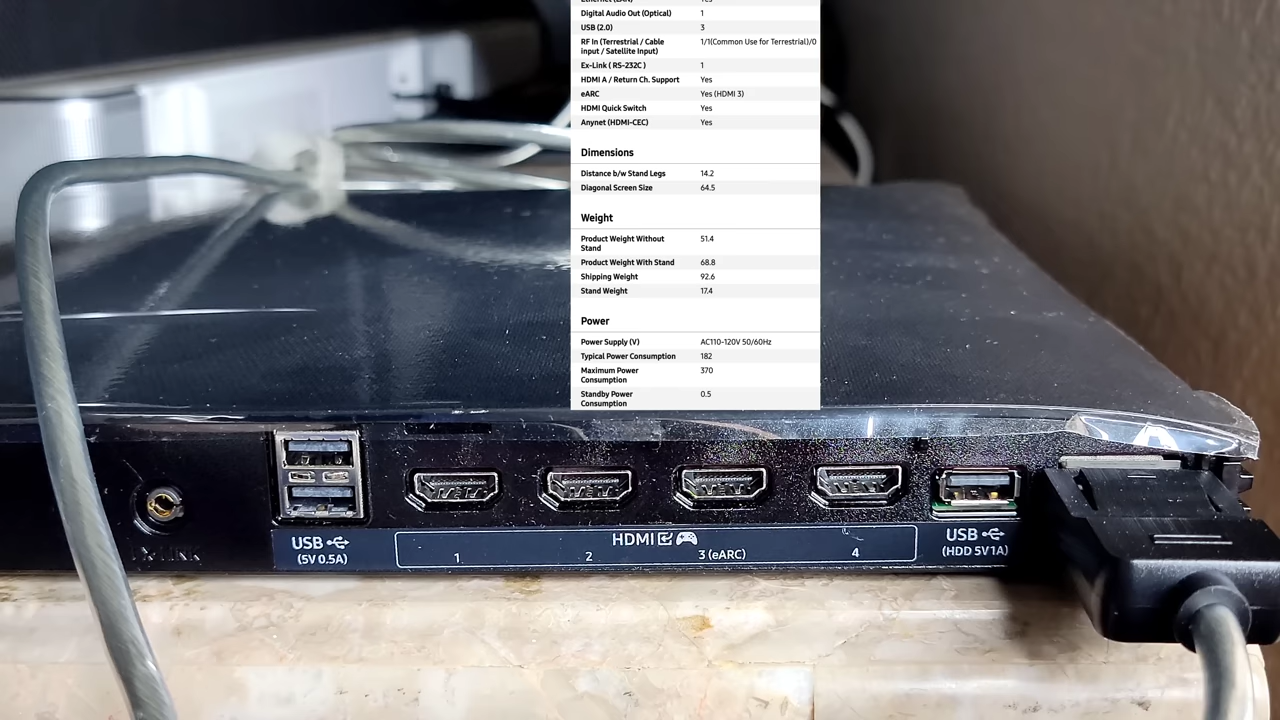 Digital Audio Out (Optical) 1
USB (2.0) 3
RF In (Terrestrial / Cable 1/1(Common Use for Terrestrial)/0
input / Satellite Input)
Ex-Link ( RS-232C ) 1
HDMI A / Return Ch. Support Yes
eARC Yes (HDMI 3)
HDMI Quick Switch Yes
Anynet (HDMI-CEC) Yes
Dimensions
Distance b/w Stand Legs 14.2
Diagonal Screen Size 64.5
Weight
Product Weight Without 51.4
Stand
Product Weight With Stand 68.8
Shipping Weight 92.6
Stand Weight 17.4
Power
Power Supply (V) AC110-120V 50/60Hz
Typical Power Consumption 182
Maximum Power 370
Consumption
Standby Power 0.5
Consumption
USB
(5V 0.5A)
HDMI
1 2 3 (eARC) 4
USB
(HDD 5V1A)